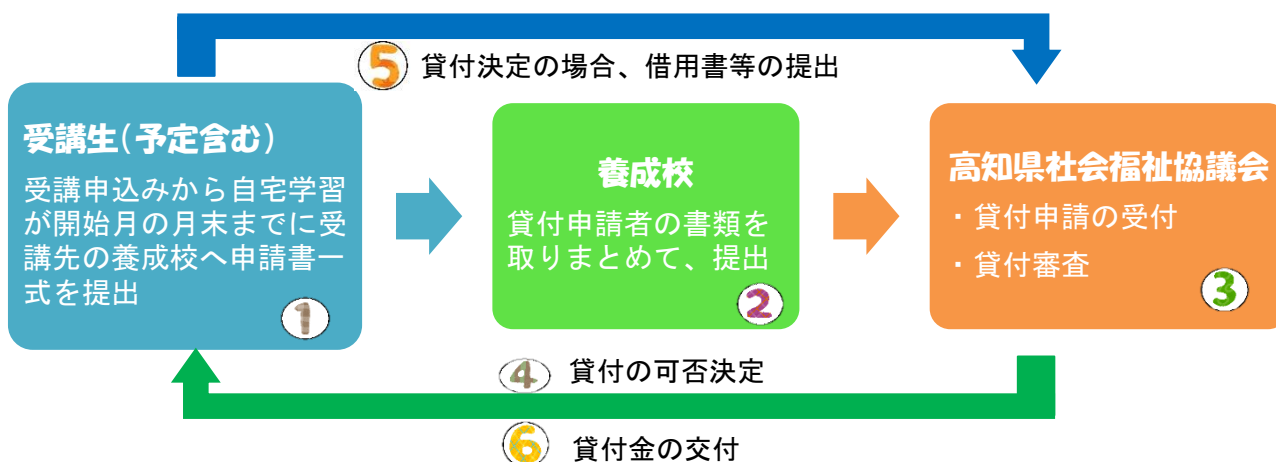 ⑤ 貸付決定の場合、借用書等の提出
受講生(予定含む)
受講申込みから自宅学習
が開始月の月末までに受
講先の養成校へ申請書一
式を提出
①
養成校
貸付申請者の書類を
取りまとめて、提出
②
高知県社会福祉協議会
・貸付申請の受付
・貸付審査
③
④ 貸付の可否決定
⑥ 貸付金の交付